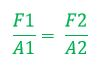 F1/A1 = F2/A2